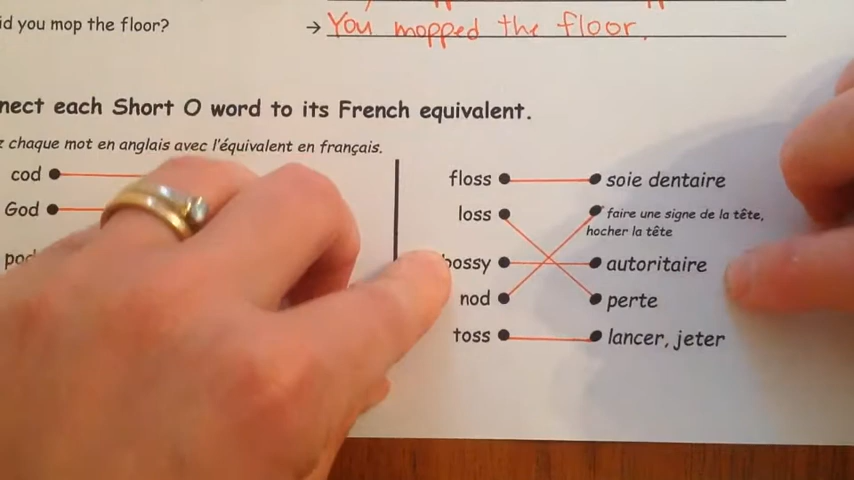 id you mop the floor? → You mopped the floor.
nect each Short O word to its French equivalent.
z chaque mot en anglais avec l'équivalent en français.
cod
God
floss soie dentaire
loss faire une signe de la tête,
hocher la tête
bossy autoritaire
nod perte
toss lancer, jeter